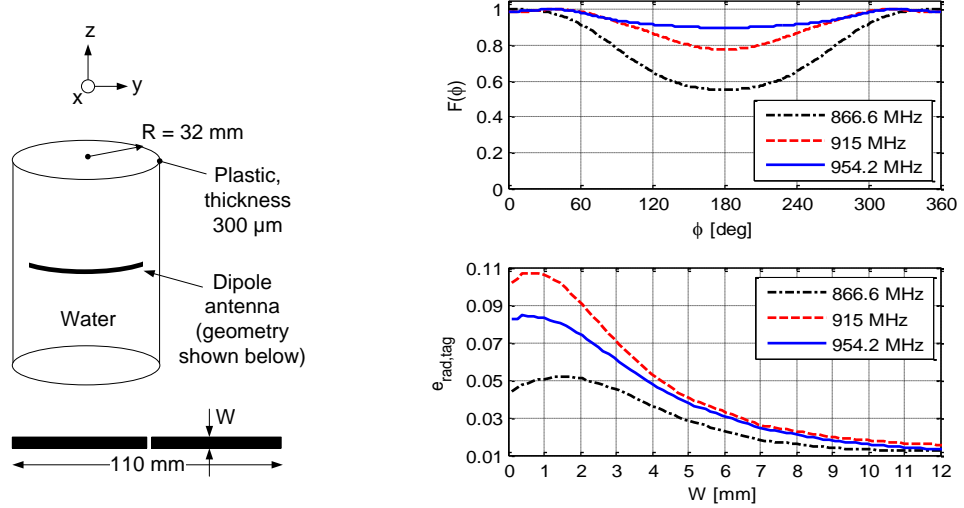 z
x
y
R = 32 mm
Plastic,
thickness
300 µm
Dipole
antenna
(geometry
shown below)
Water
W
110 mm
1
0.8
0.6
0.4
0.2
0
F(ϕ)
866.6 MHz
915 MHz
954.2 MHz
0 60 120 180 240 300 360
ϕ [deg]
0.11
0.09
0.07
0.05
0.03
0.01
e_rad,tag
866.6 MHz
915 MHz
954.2 MHz
0 1 2 3 4 5 6 7 8 9 10 11 12
W [mm]